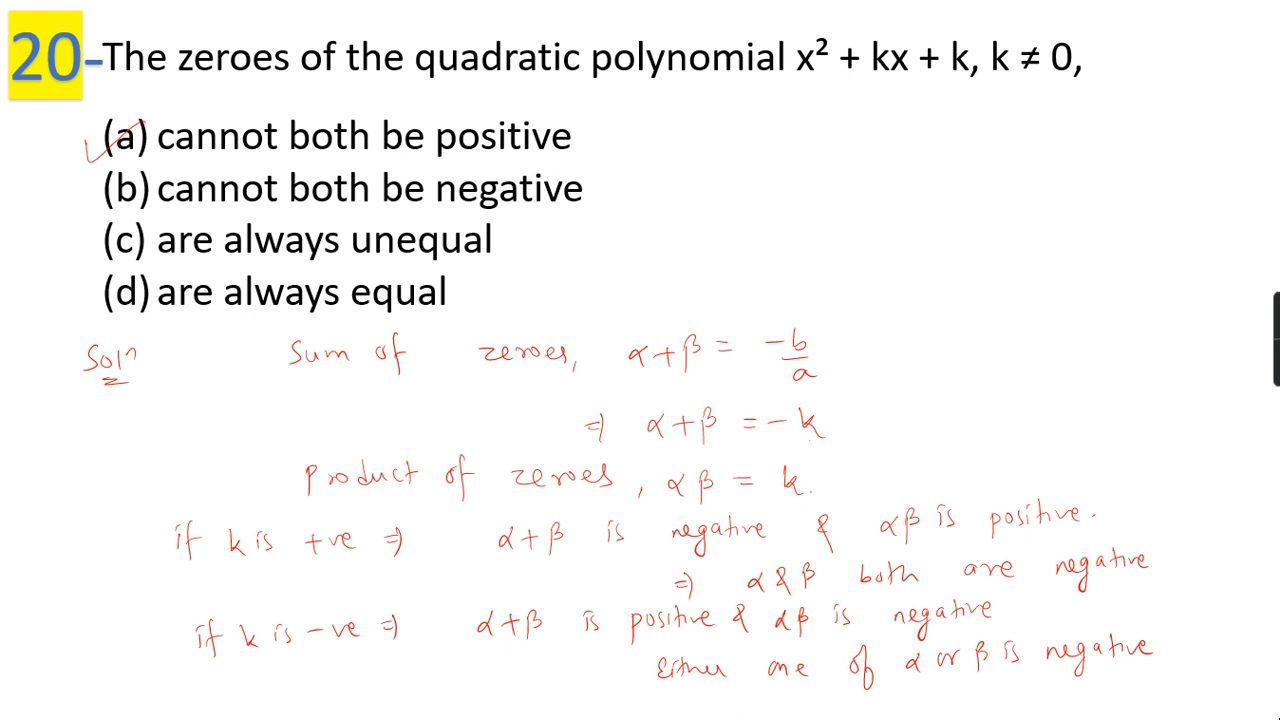 20-The zeroes of the quadratic polynomial x² + kx + k, k ≠ 0,
(a) cannot both be positive
(b) cannot both be negative
(c) are always unequal
(d) are always equal
Solⁿ Sum of zeroes, α+β = -b/a
⇒ α+β = -k
Product of zeroes, αβ = k.
if k is +ve ⇒ α+β is negative & αβ is positive.
⇒ α & β both are negative
if k is -ve ⇒ α+β is positive & αβ is negative
Either one of α or β is negative